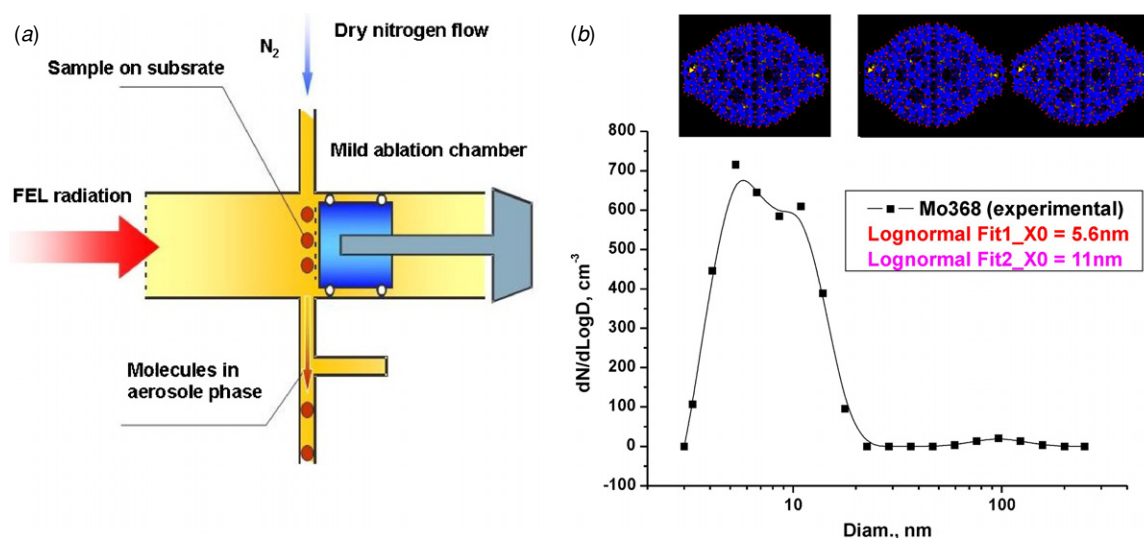 (a)
N2
Dry nitrogen flow
Sample on subsrate
Mild ablation chamber
FEL radiation
Molecules in
aerosole phase
(b)
800
700
600
500
400
300
200
100
0
-100
dN/dLogD, cm-3
Mo368 (experimental)
Lognormal Fit1_X0 = 5.6nm
Lognormal Fit2_X0 = 11nm
10
100
Diam., nm